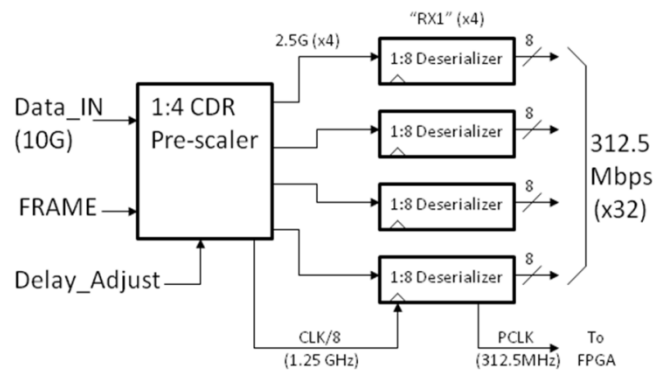 "RX1" (x4)
2.5G (x4)
8
1:8 Deserializer
Data_IN
(10G)
1:4 CDR
Pre-scaler
8
1:8 Deserializer
312.5
Mbps
(x32)
FRAME
8
1:8 Deserializer
Delay_Adjust
8
1:8 Deserializer
CLK/8
(1.25 GHz)
PCLK
(312.5MHz)
To
FPGA